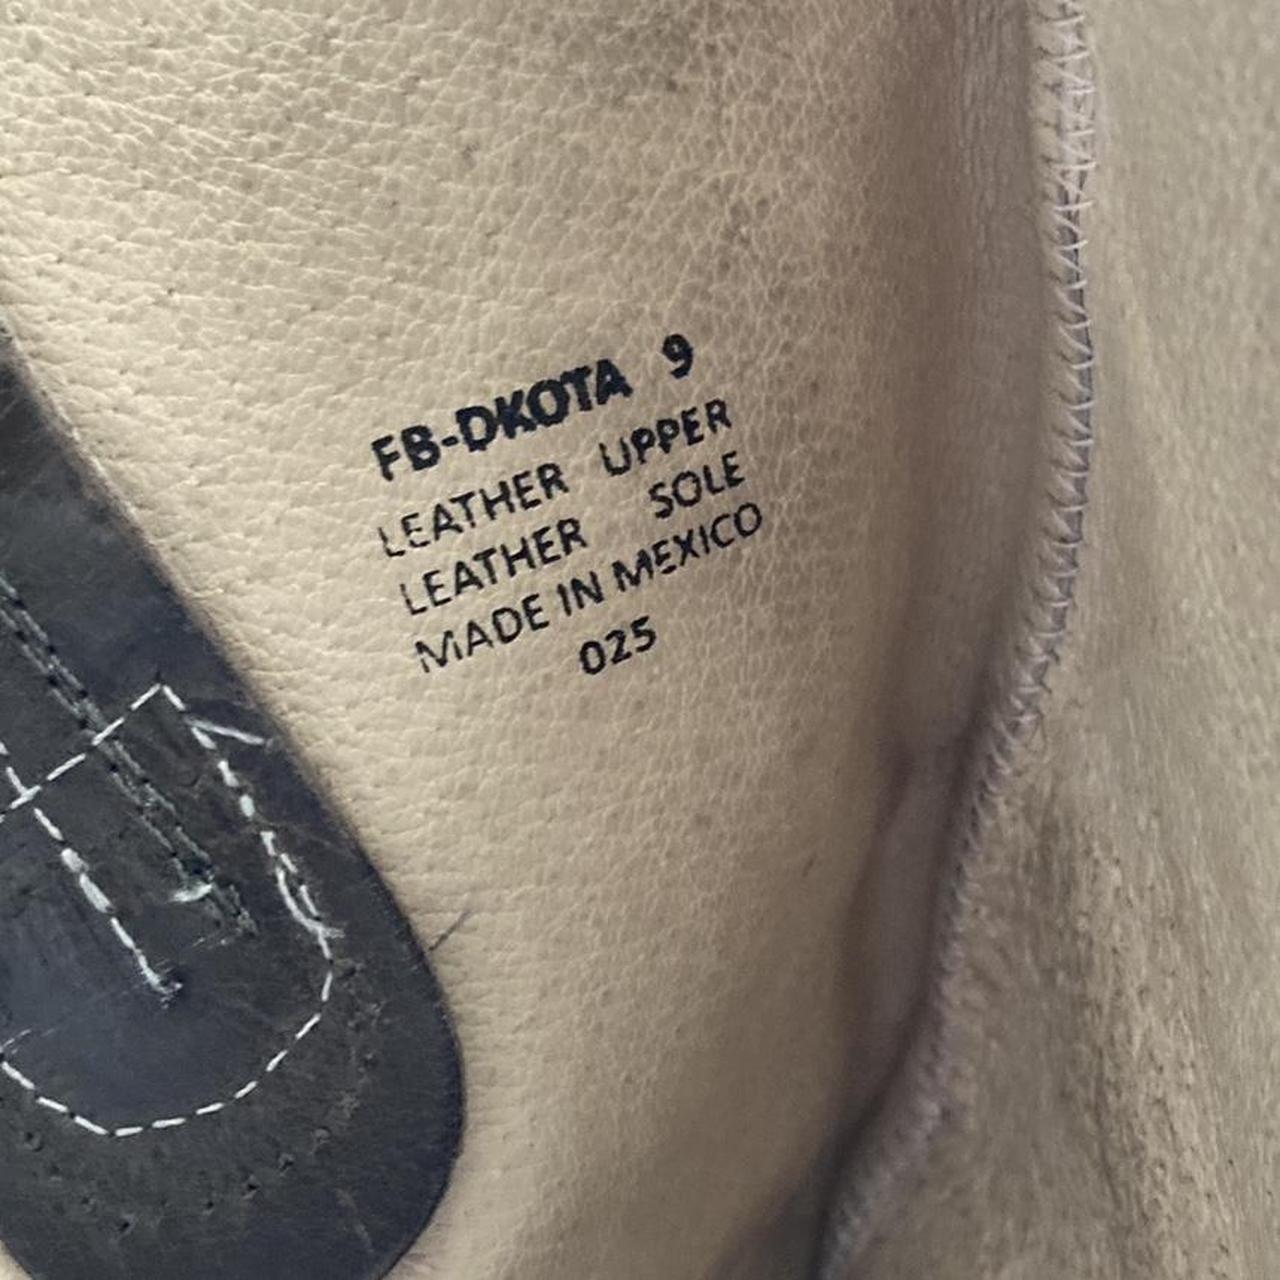 FB-DKOTA 9
LEATHER UPPER
LEATHER SOLE
MADE IN MEXICO
025